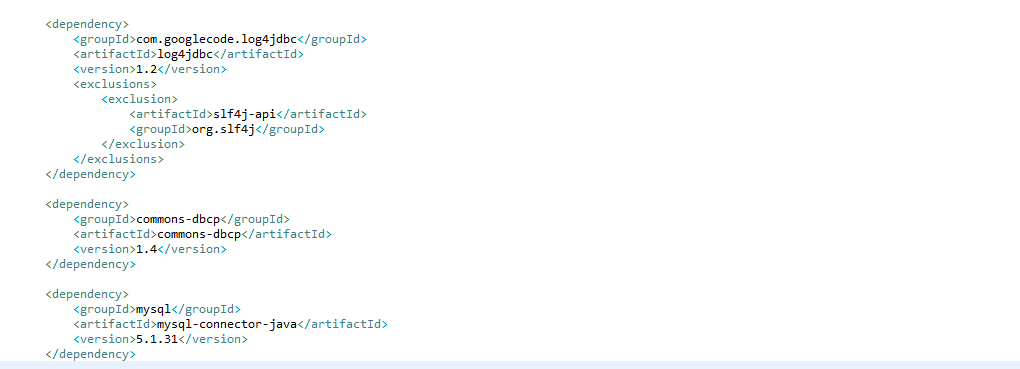 <dependency>
<groupId>com.googlecode.log4jdbc</groupId>
<artifactId>log4jdbc</artifactId>
<version>1.2</version>
<exclusions>
<exclusion>
<artifactId>slf4j-api</artifactId>
<groupId>org.slf4j</groupId>
</exclusion>
</exclusions>
</dependency>
<dependency>
<groupId>commons-dbcp</groupId>
<artifactId>commons-dbcp</artifactId>
<version>1.4</version>
</dependency>
<dependency>
<groupId>mysql</groupId>
<artifactId>mysql-connector-java</artifactId>
<version>5.1.31</version>
</dependency>